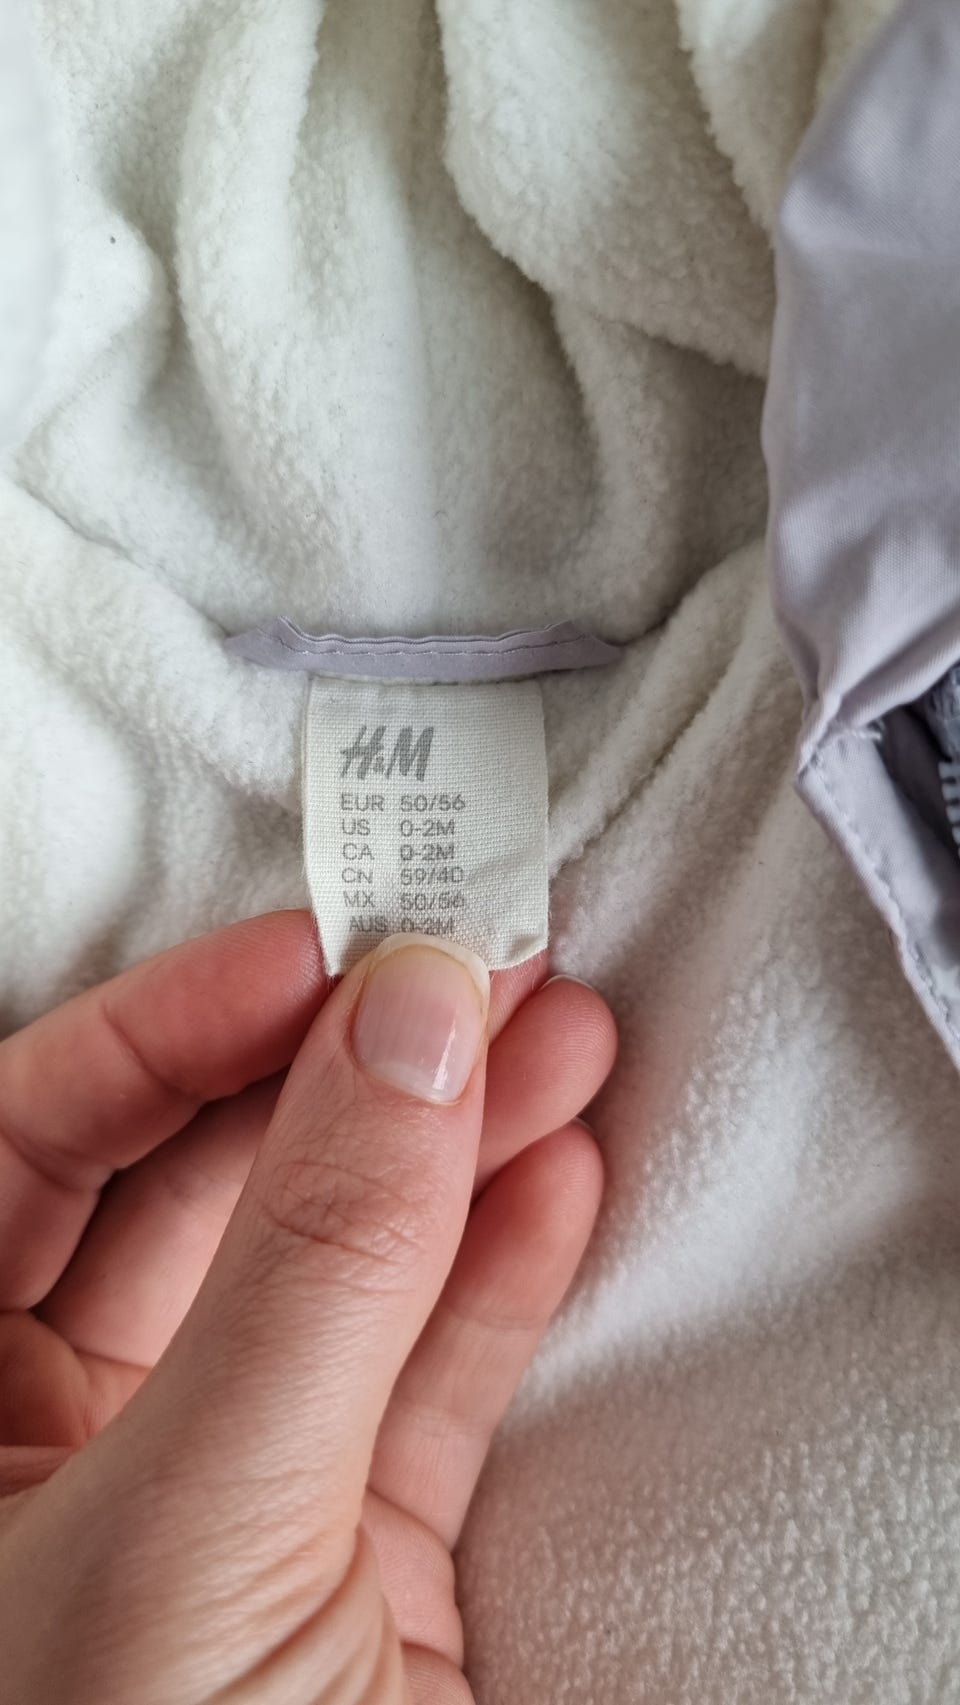 H&M
EUR 50/56
US 0-2M
CA 0-2M
CN 59/40
MX 50/56
AUS 0-2M